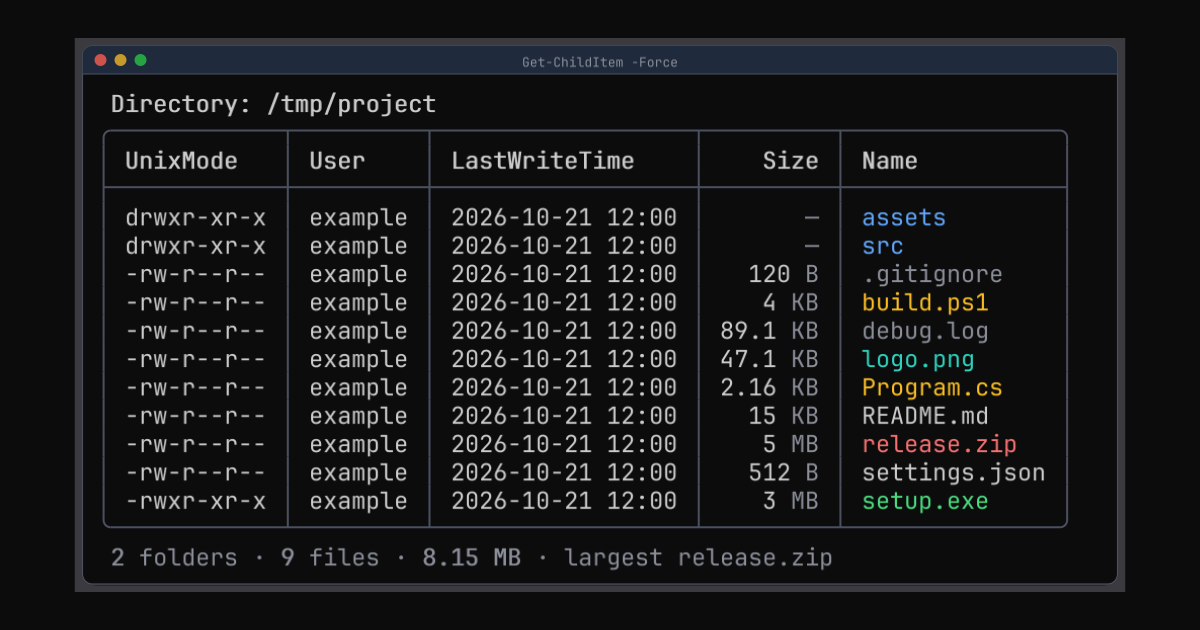 Get-ChildItem -Force
Directory: /tmp/project
UnixMode User LastWriteTime Size Name
drwxr-xr-x example 2026-10-21 12:00 — assets
drwxr-xr-x example 2026-10-21 12:00 — src
-rw-r--r-- example 2026-10-21 12:00 120 B .gitignore
-rw-r--r-- example 2026-10-21 12:00 4 KB build.ps1
-rw-r--r-- example 2026-10-21 12:00 89.1 KB debug.log
-rw-r--r-- example 2026-10-21 12:00 47.1 KB logo.png
-rw-r--r-- example 2026-10-21 12:00 2.16 KB Program.cs
-rw-r--r-- example 2026-10-21 12:00 15 KB README.md
-rw-r--r-- example 2026-10-21 12:00 5 MB release.zip
-rw-r--r-- example 2026-10-21 12:00 512 B settings.json
-rwxr-xr-x example 2026-10-21 12:00 3 MB setup.exe
2 folders · 9 files · 8.15 MB · largest release.zip